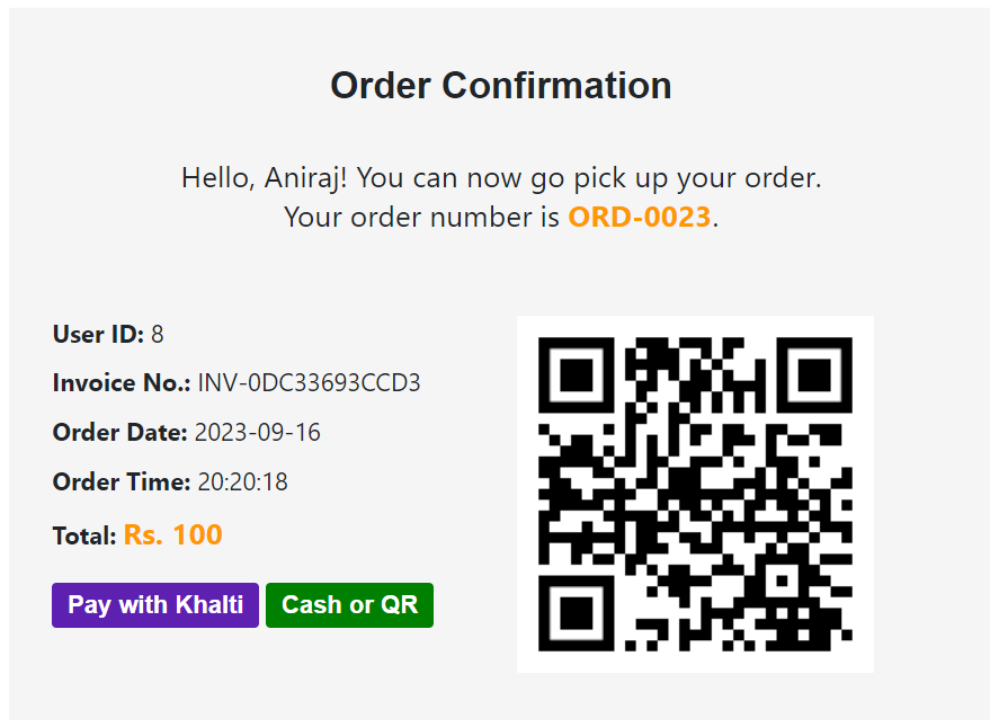 Order Confirmation
Hello, Aniraj! You can now go pick up your order.
Your order number is ORD-0023.
User ID: 8
Invoice No.: INV-0DC33693CCD3
Order Date: 2023-09-16
Order Time: 20:20:18
Total: Rs. 100
Pay with Khalti Cash or QR